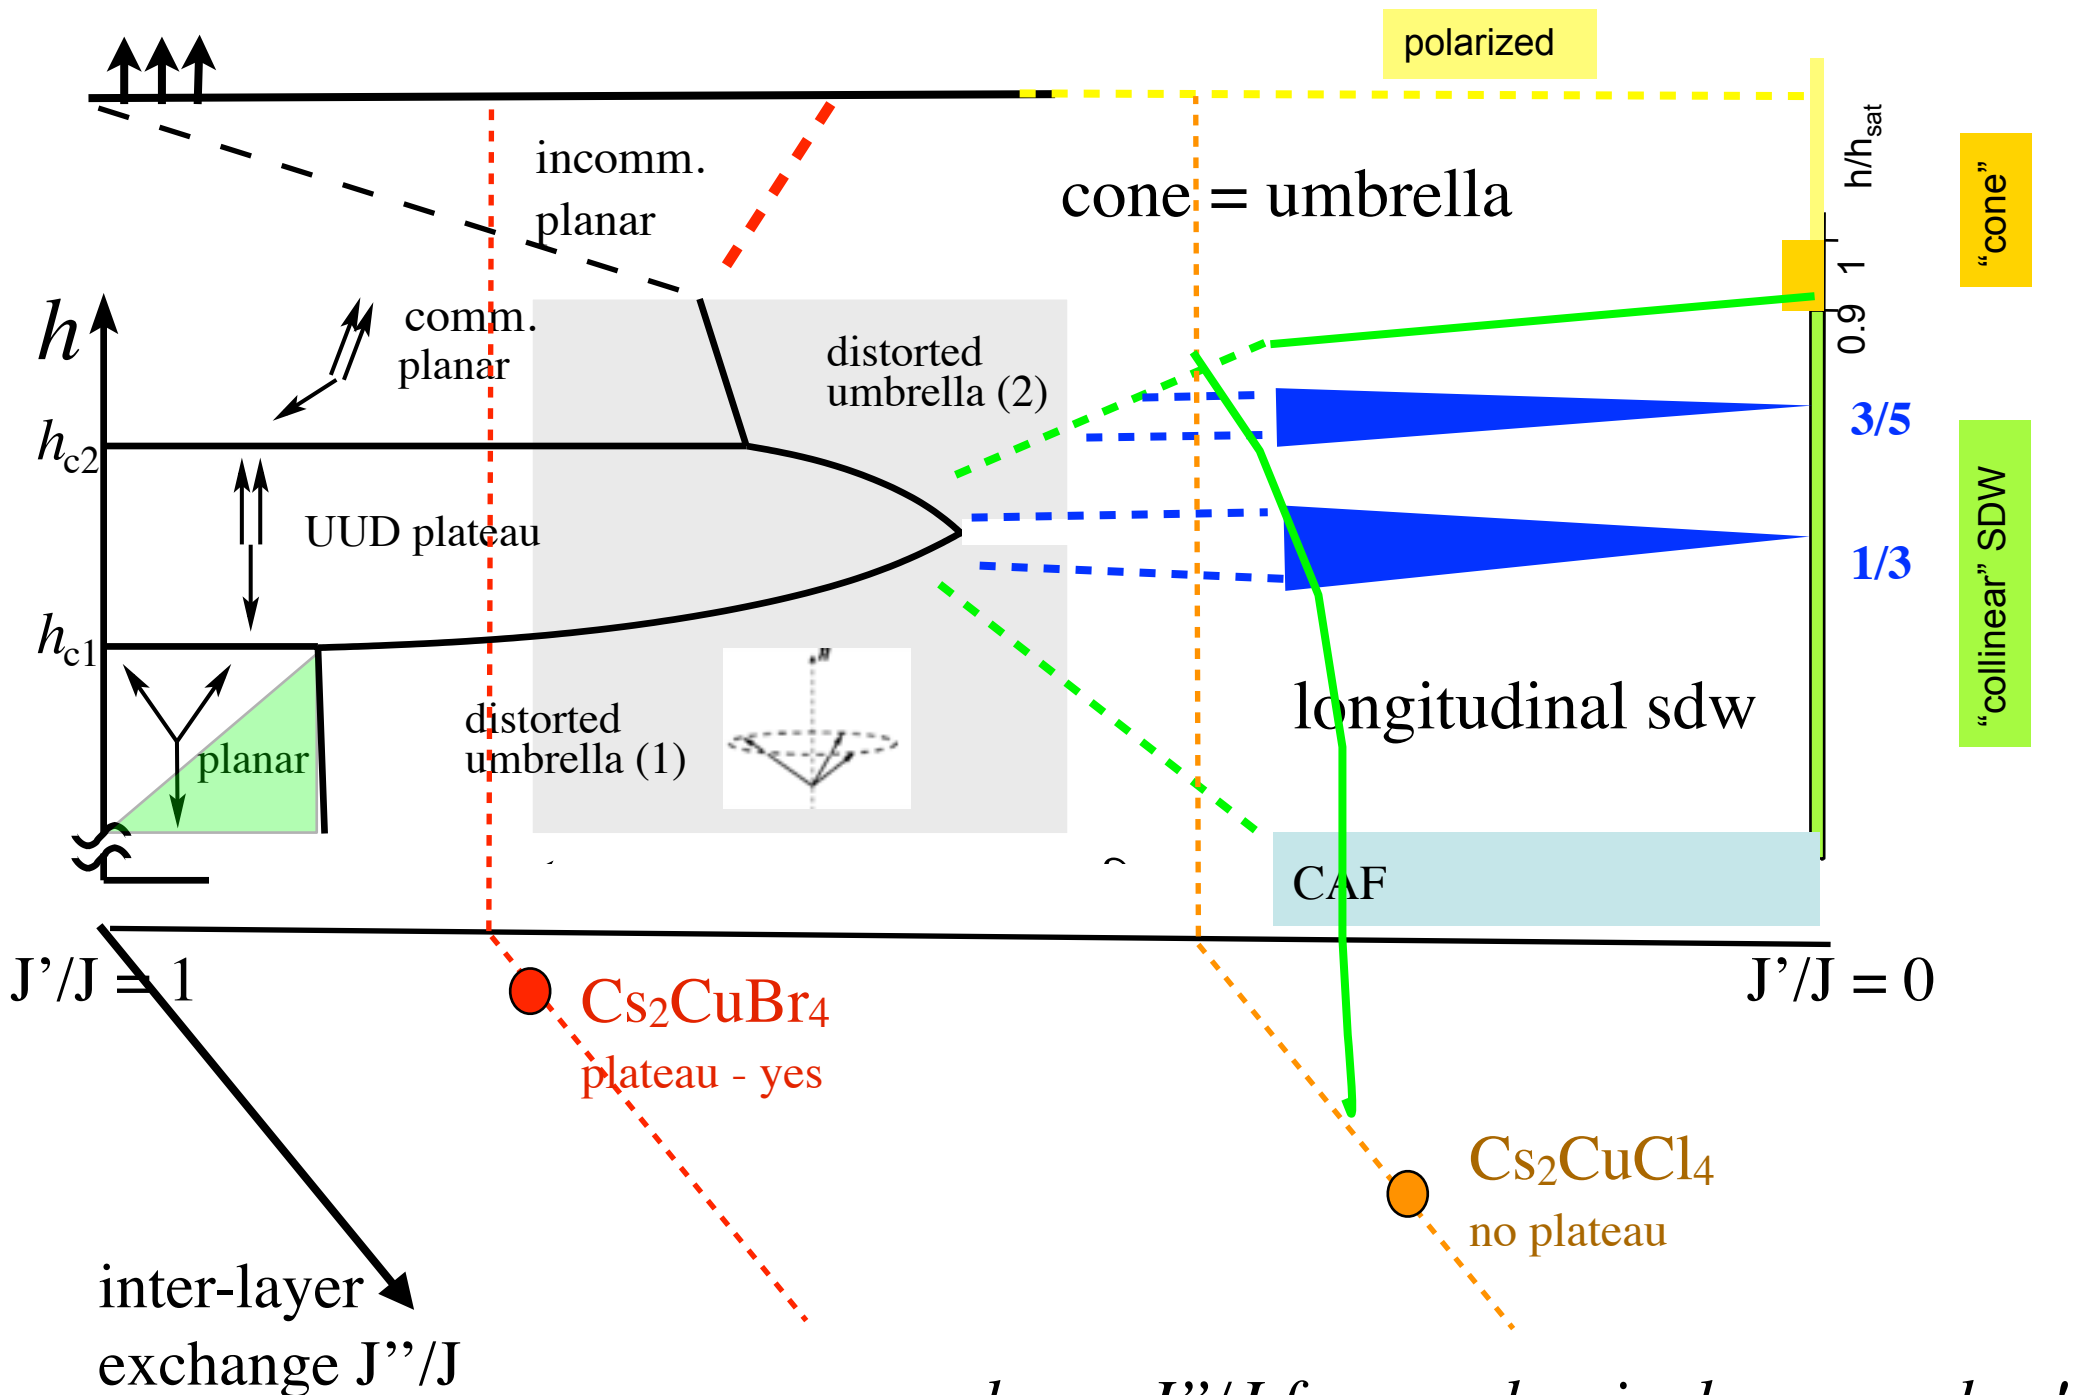 polarized
h/h_sat
"cone"
incomm.
planar
cone = umbrella
1
0.9
h
comm.
planar
distorted
umbrella (2)
3/5
h_c2
UUD plateau
1/3
"collinear" SDW
h_c1
planar
distorted
umbrella (1)
longitudinal sdw
CAF
J’/J = 1
J’/J = 0
Cs₂CuBr₄
plateau - yes
Cs₂CuCl₄
no plateau
inter-layer
exchange J’’/J